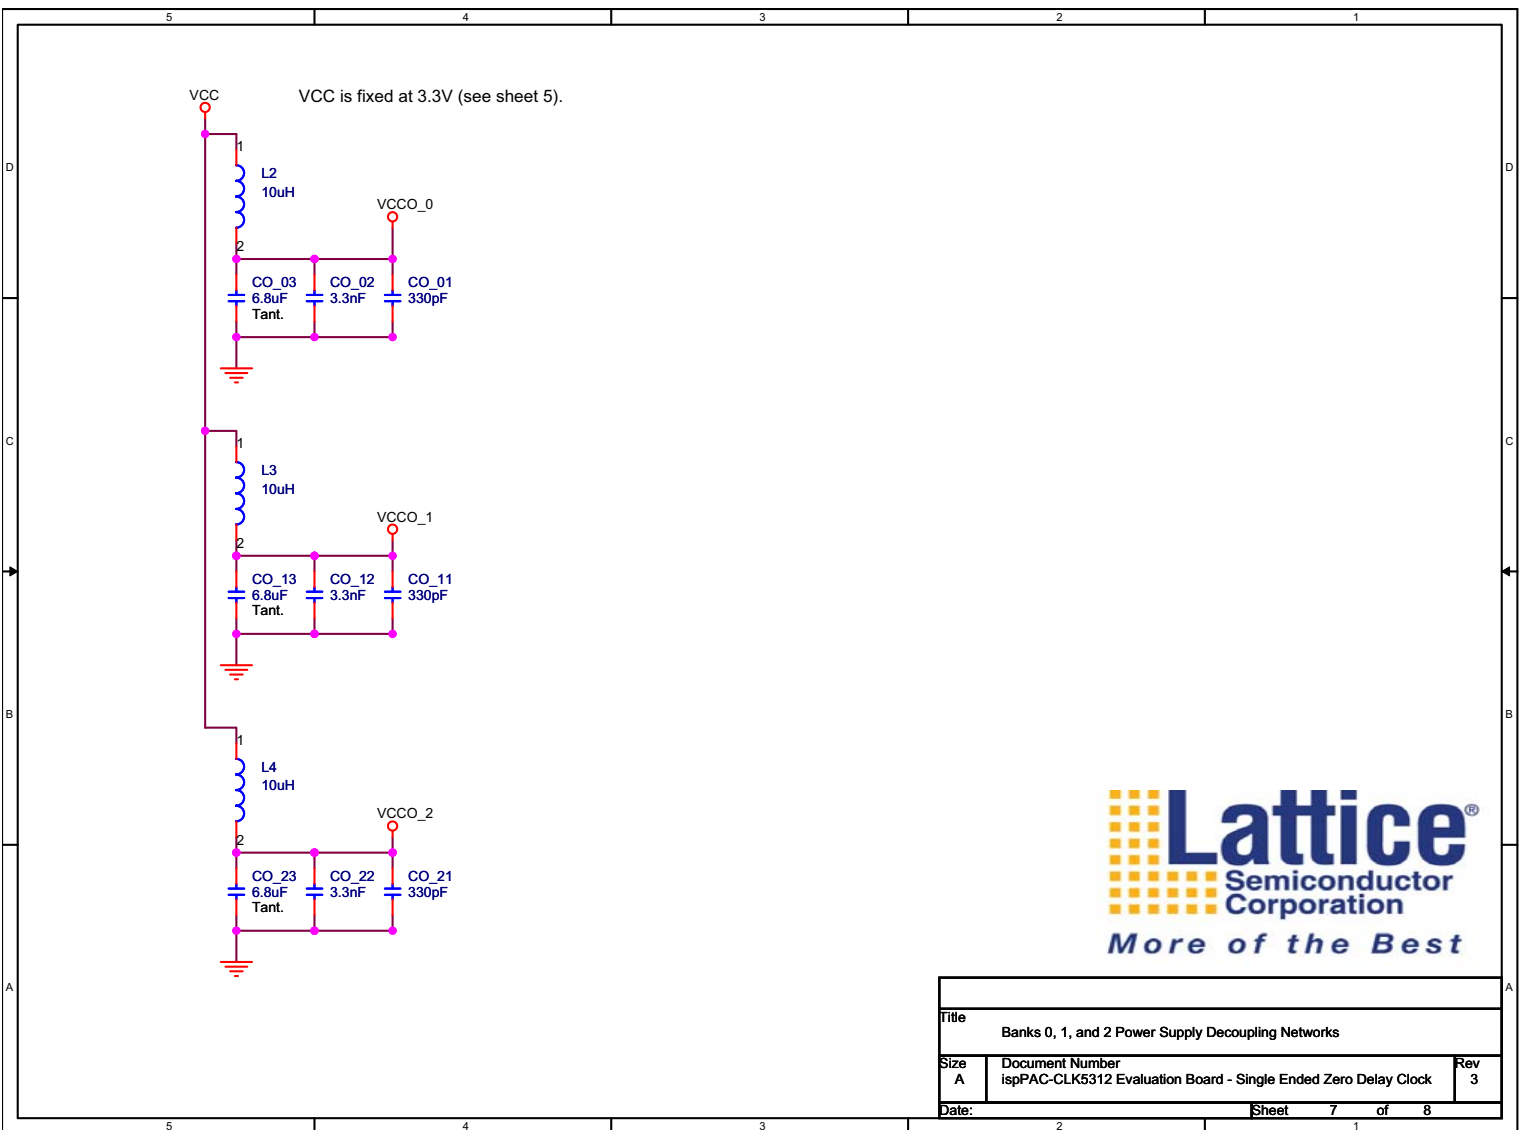 5 4 3 2 1
VCC
VCC is fixed at 3.3V (see sheet 5).
1
D D
L2
10uH
VCCO_0
2
CO_03 CO_02 CO_01
6.8uF 3.3nF 330pF
Tant.
C C
1
L3
10uH
VCCO_1
2
CO_13 CO_12 CO_11
6.8uF 3.3nF 330pF
Tant.
B B
1
L4
10uH
VCCO_2
2
CO_23 CO_22 CO_21
6.8uF 3.3nF 330pF
Tant.
Lattice®
Semiconductor
Corporation
More of the Best
A A
Title
Banks 0, 1, and 2 Power Supply Decoupling Networks
Size Document Number Rev
A ispPAC-CLK5312 Evaluation Board - Single Ended Zero Delay Clock 3
Date: Sheet 7 of 8
5 4 3 2 1